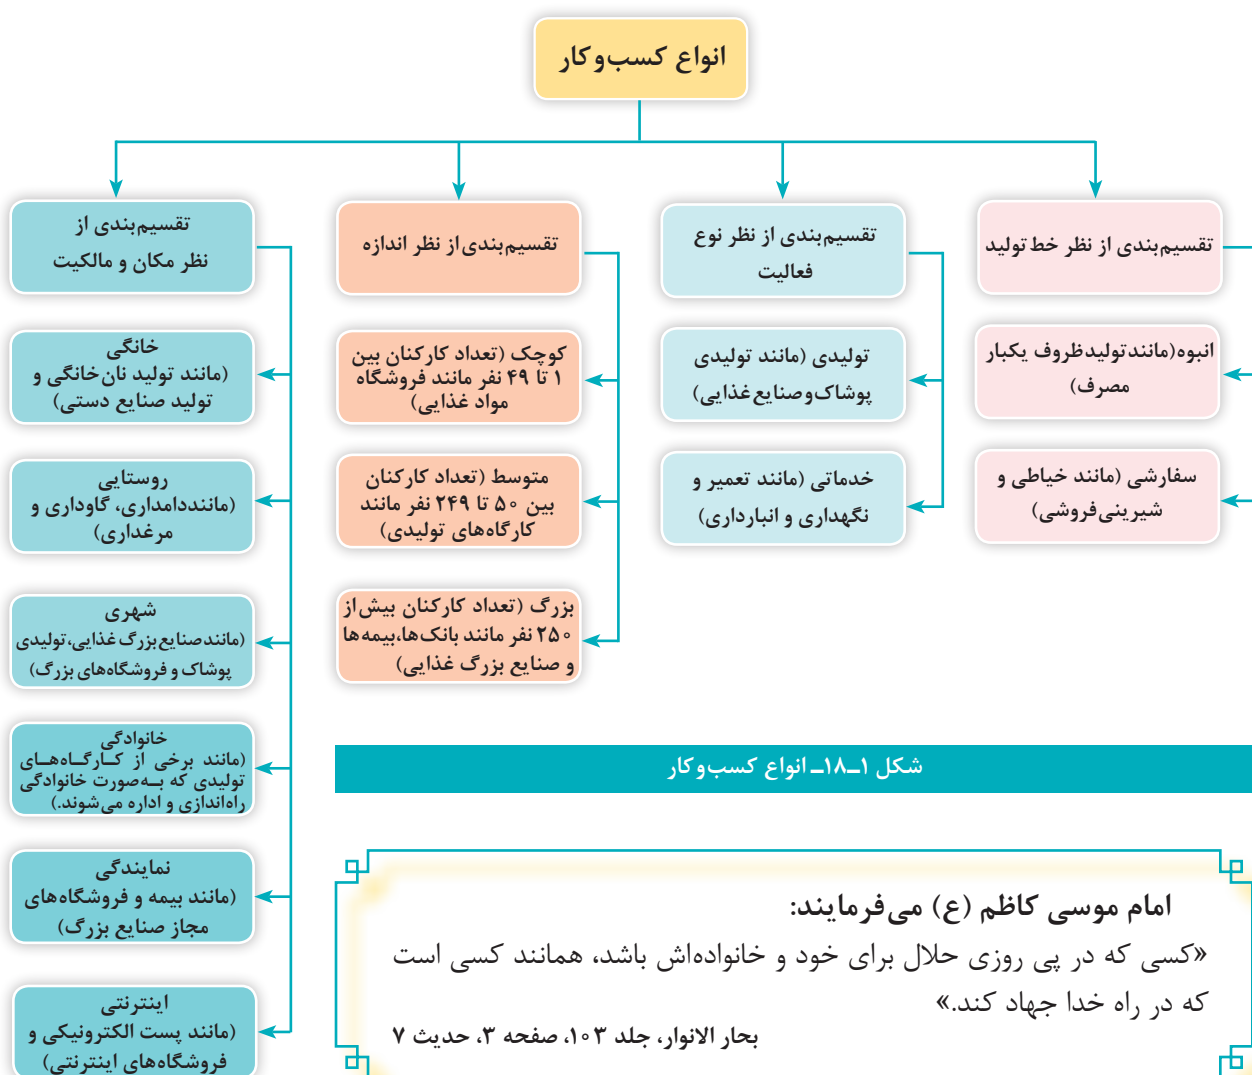 انواع کسب‌وکار
تقسیم‌بندی از نظر خط تولید
انبوه(مانندتولیدظروف یکبار
مصرف)
سفارشی (مانند خیاطی و
شیرینی‌فروشی)
تقسیم‌بندی از نظر نوع
فعالیت
تولیدی (مانند تولیدی
پوشاک‌وصنایع‌غذایی)
خدماتی (مانند تعمیر و
نگهداری و انبارداری)
تقسیم‌بندی از نظر اندازه
کوچک (تعداد کارکنان بین
۱ تا ۴۹ نفر مانند فروشگاه
مواد غذایی)
متوسط (تعداد کارکنان
بین ۵۰ تا ۲۴۹ نفر مانند
کارگاه‌های تولیدی)
بزرگ (تعداد کارکنان بیش‌از
۲۵۰ نفر مانند بانک‌ها،بیمه‌ها
و صنایع بزرگ غذایی)
تقسیم‌بندی از
نظر مکان و مالکیت
خانگی
(مانند تولید نان‌خانگی و
تولید صنایع دستی)
روستایی
(ماننددامداری، گاوداری و
مرغداری)
شهری
(مانندصنایع‌بزرگ‌غذایی،تولیدی
پوشاک و فروشگاه‌های بزرگ)
خانوادگی
(مانند برخی از کـارگـاه‌هـای
تولیدی که بـه‌صورت خانوادگی
راه‌اندازی و اداره می‌شوند.)
نمایندگی
(مانند بیمه و فروشگاه‌های
مجاز صنایع بزرگ)
اینترنتی
(مانند پست الکترونیکی و
فروشگاه‌های اینترنتی)
شکل ۱ـ۱۸ـ انواع کسب‌وکار
امام موسی کاظم (ع) می‌فرمایند:
«کسی که در پی روزی حلال برای خود و خانواده‌اش باشد، همانند کسی است
که در راه خدا جهاد کند.»
بحار الانوار، جلد ۱۰۳، صفحه ۳، حدیث ۷